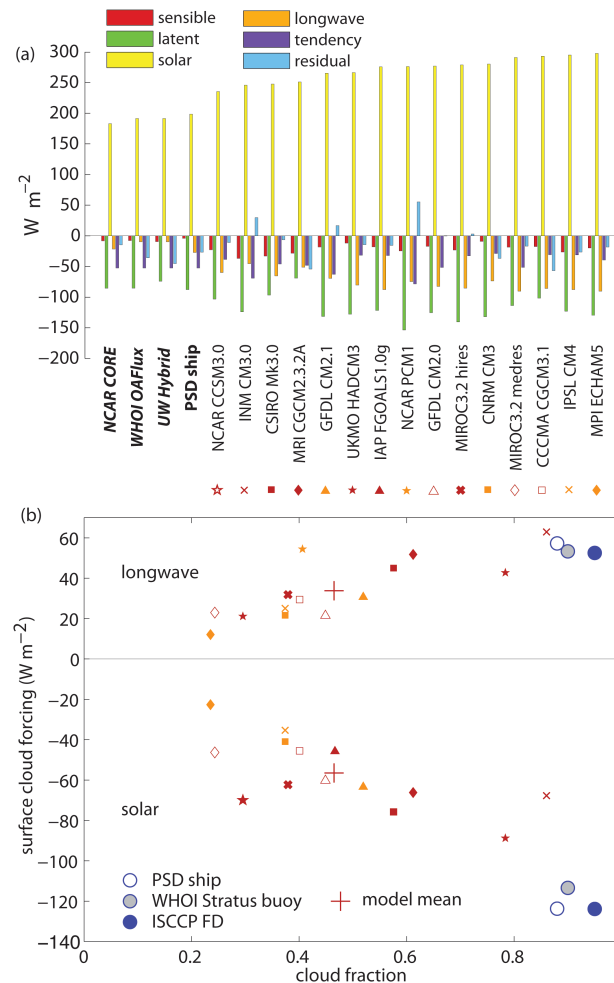 sensible longwave
(a) latent tendency
solar residual
300
250
200
150
100
50
0
−50
−100
−150
−200
W m−2
NCAR CORE
WHOI OAFlux
UW Hybrid
PSD ship
NCAR CCSM3.0
INM CM3.0
CSIRO Mk3.0
MRI CGCM2.3.2A
GFDL CM2.1
UKMO HADCM3
IAP FGOALS1.0g
NCAR PCM1
GFDL CM2.0
MIROC3.2 hires
CNRM CM3
MIROC3.2 medres
CCCMA CGCM3.1
IPSL CM4
MPI ECHAM5
(b)
60
40
20
0
−20
−40
−60
−80
−100
−120
−140
surface cloud forcing (W m−2)
longwave
solar
PSD ship
WHOI Stratus buoy
ISCCP FD
model mean
0 0.2 0.4 0.6 0.8
cloud fraction